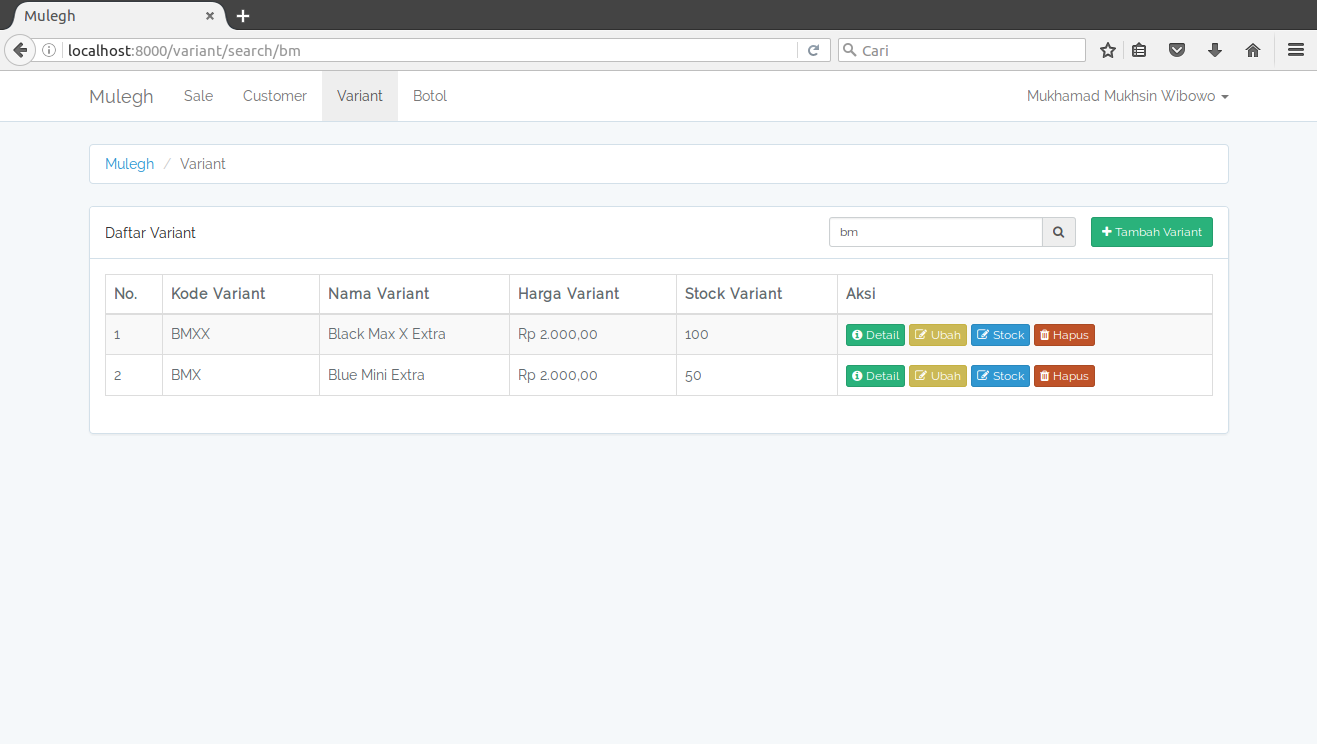 Mulegh
localhost:8000/variant/search/bm
Cari
Mulegh Sale Customer Variant Botol Mukhamad Mukhsin Wibowo
Mulegh / Variant
Daftar Variant bm Tambah Variant
No. Kode Variant Nama Variant Harga Variant Stock Variant Aksi
1 BMXX Black Max X Extra Rp 2.000,00 100 Detail Ubah Stock Hapus
2 BMX Blue Mini Extra Rp 2.000,00 50 Detail Ubah Stock Hapus